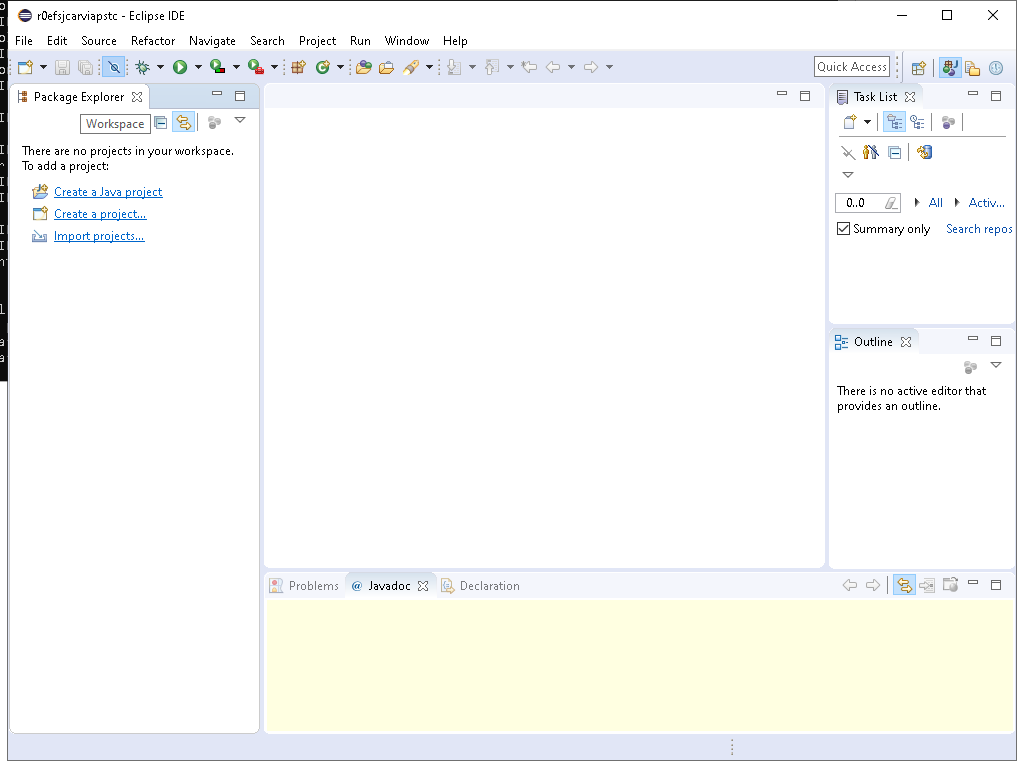 r0efsjcarviapstc - Eclipse IDE
File Edit Source Refactor Navigate Search Project Run Window Help
Quick Access
Package Explorer
Workspace
There are no projects in your workspace.
To add a project:
Create a Java project
Create a project...
Import projects...
Task List
0..0 All Activ...
Summary only Search repos
Outline
There is no active editor that
provides an outline.
Problems @ Javadoc Declaration